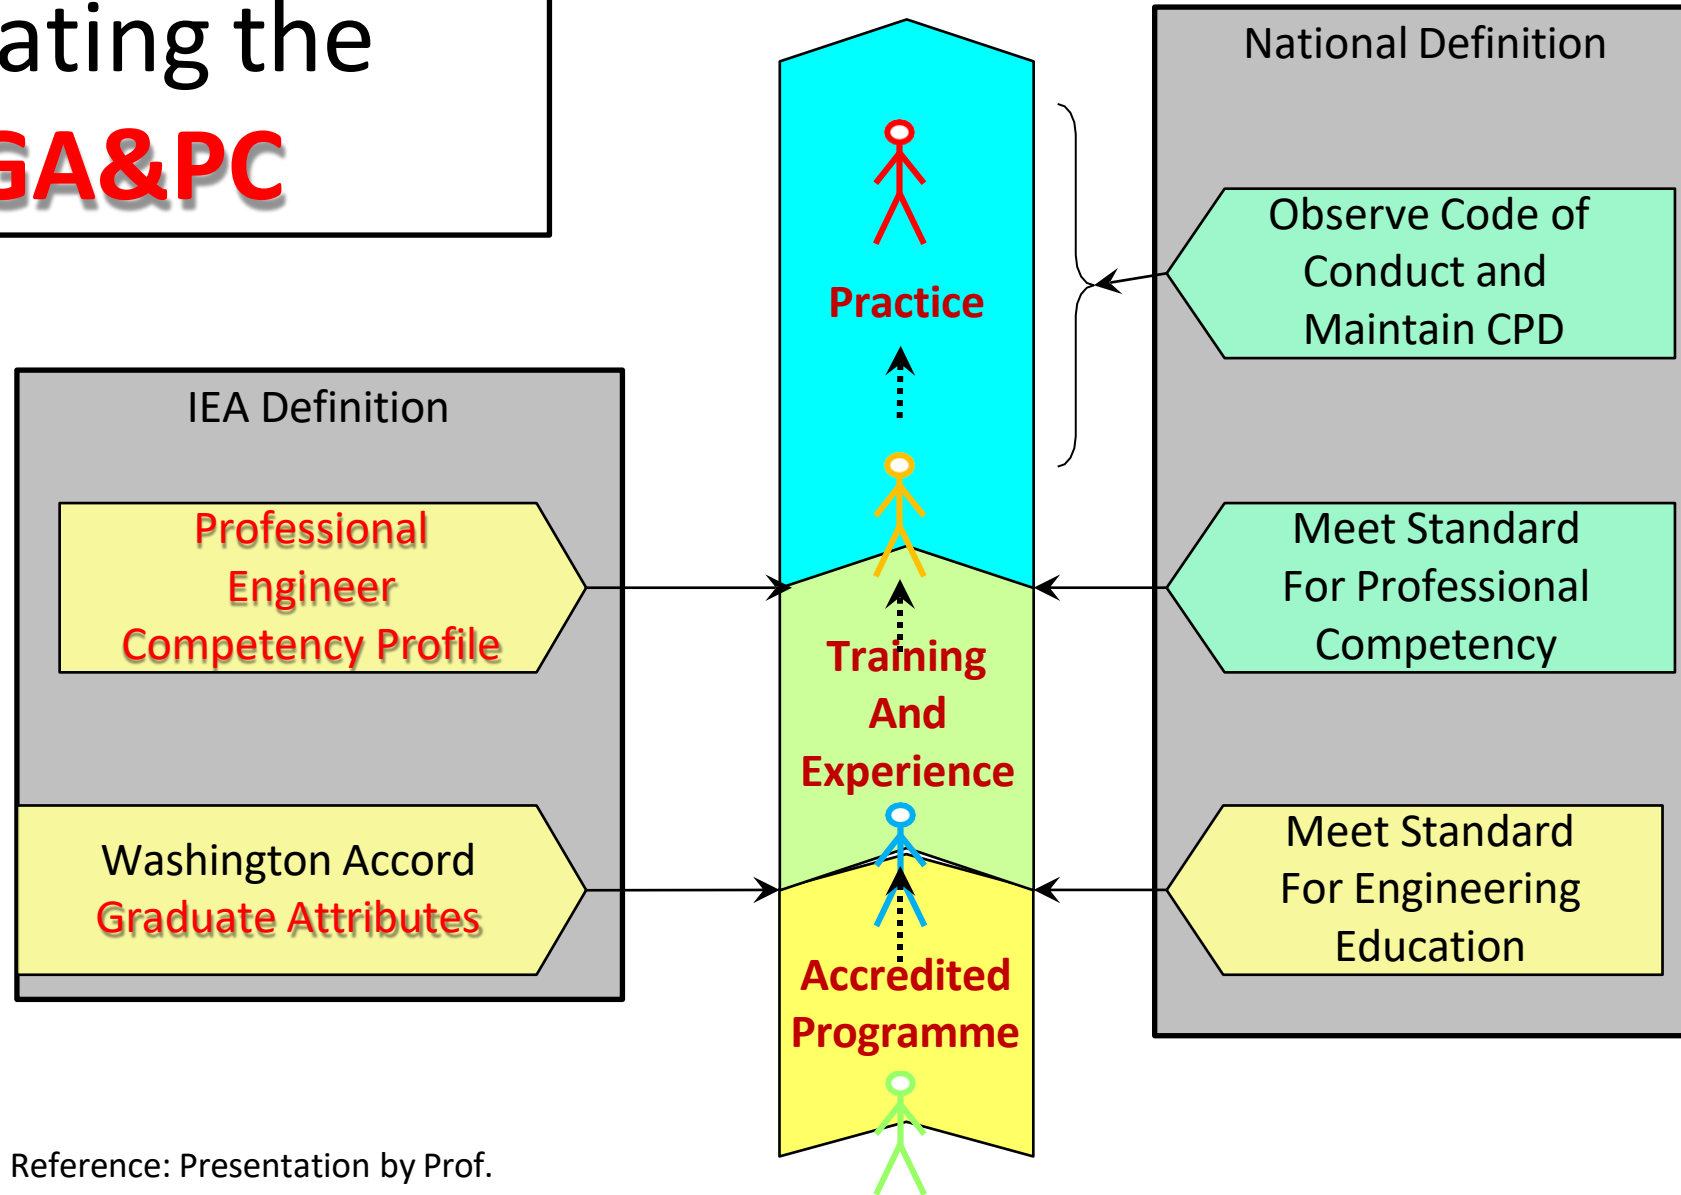 ating the
GA&PC
IEA Definition
Professional
Engineer
Competency Profile
Washington Accord
Graduate Attributes
Practice
Training
And
Experience
Accredited
Programme
National Definition
Observe Code of
Conduct and
Maintain CPD
Meet Standard
For Professional
Competency
Meet Standard
For Engineering
Education
Reference: Presentation by Prof.